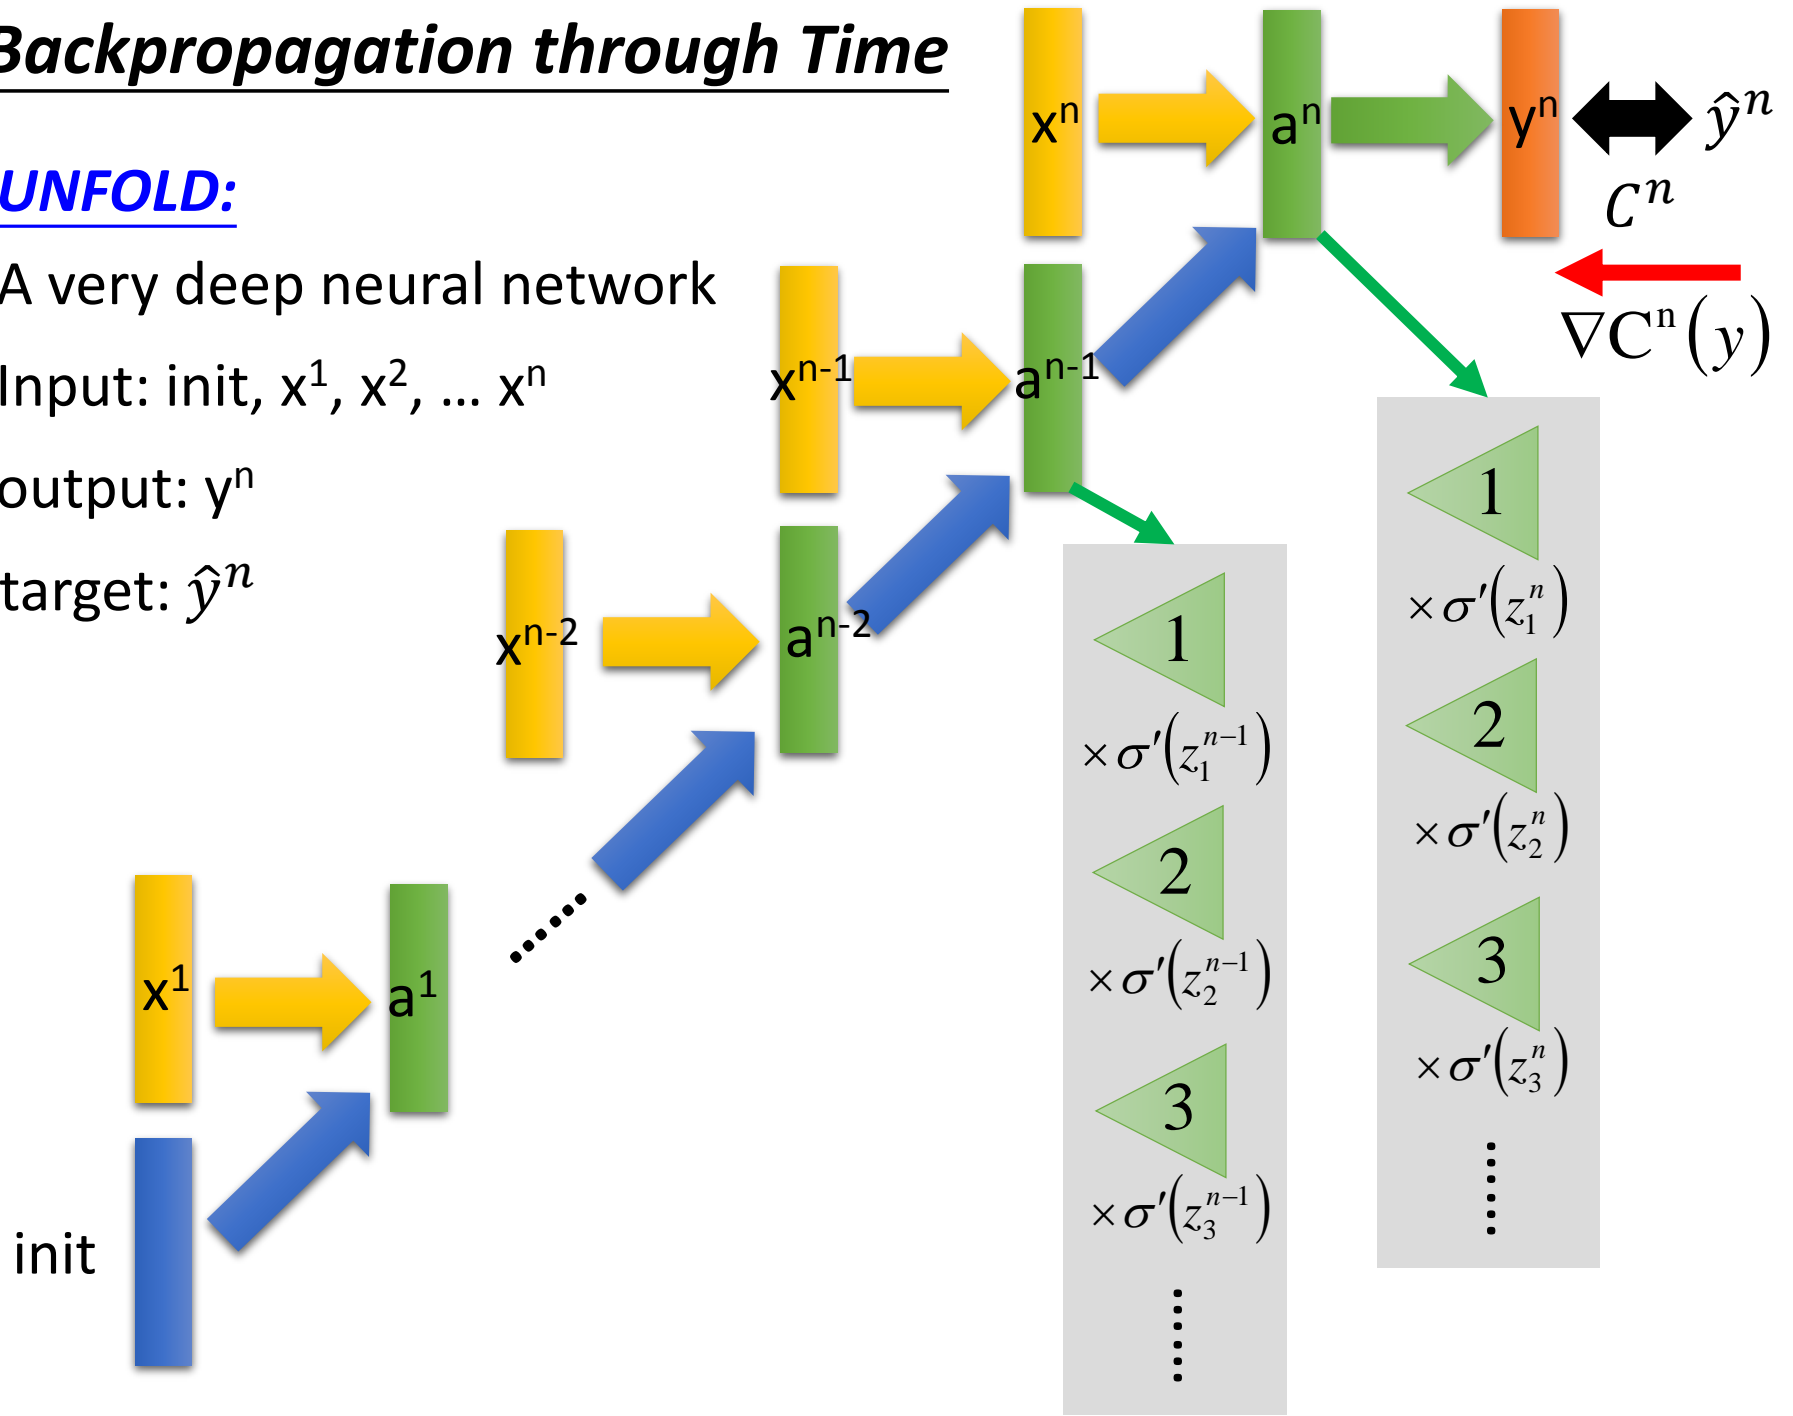 Backpropagation through Time
UNFOLD:
A very deep neural network
Input: init, x¹, x², … xⁿ
output: yⁿ
target: ŷⁿ
xⁿ
aⁿ
yⁿ
ŷⁿ
Cⁿ
∇Cⁿ(y)
xⁿ⁻¹
aⁿ⁻¹
xⁿ⁻²
aⁿ⁻²
x¹
a¹
init
1
×σ′(z₁ⁿ⁻¹)
2
×σ′(z₂ⁿ⁻¹)
3
×σ′(z₃ⁿ⁻¹)
......
1
×σ′(z₁ⁿ)
2
×σ′(z₂ⁿ)
3
×σ′(z₃ⁿ)
......